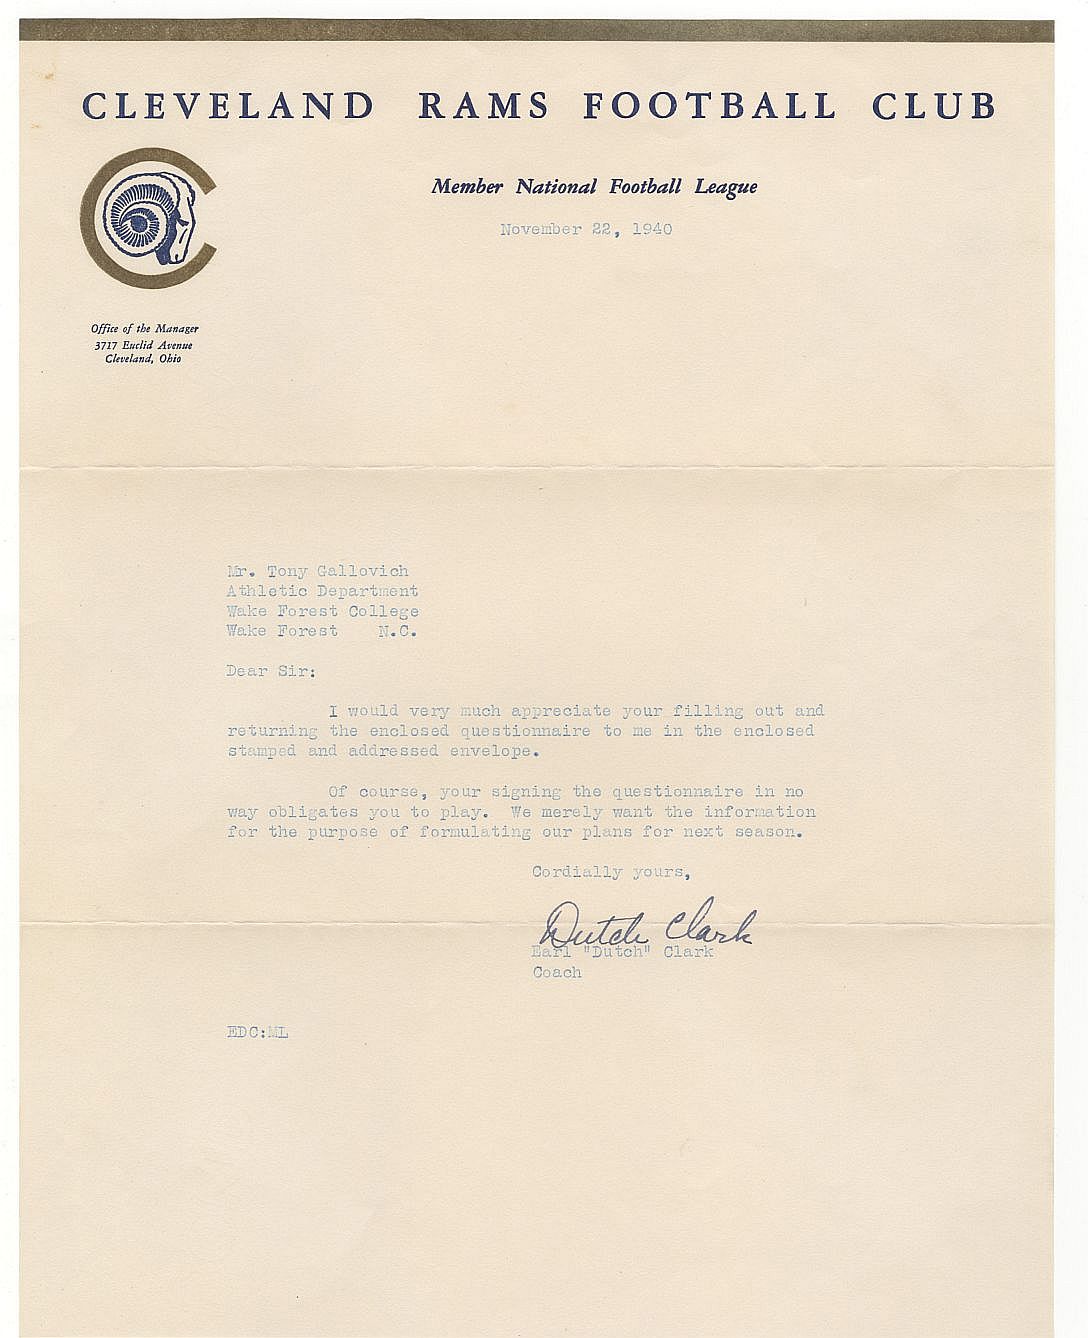 CLEVELAND RAMS FOOTBALL CLUB
Member National Football League
November 22, 1940
Office of the Manager
3717 Euclid Avenue
Cleveland, Ohio
Mr. Tony Gallovich
Athletic Department
Wake Forest College
Wake Forest N.C.
Dear Sir:
I would very much appreciate your filling out and
returning the enclosed questionnaire to me in the enclosed
stamped and addressed envelope.
Of course, your signing the questionnaire in no
way obligates you to play. We merely want the information
for the purpose of formulating our plans for next season.
Cordially yours,
Dutch Clark
Earl "Dutch" Clark
Coach
EDC:ML